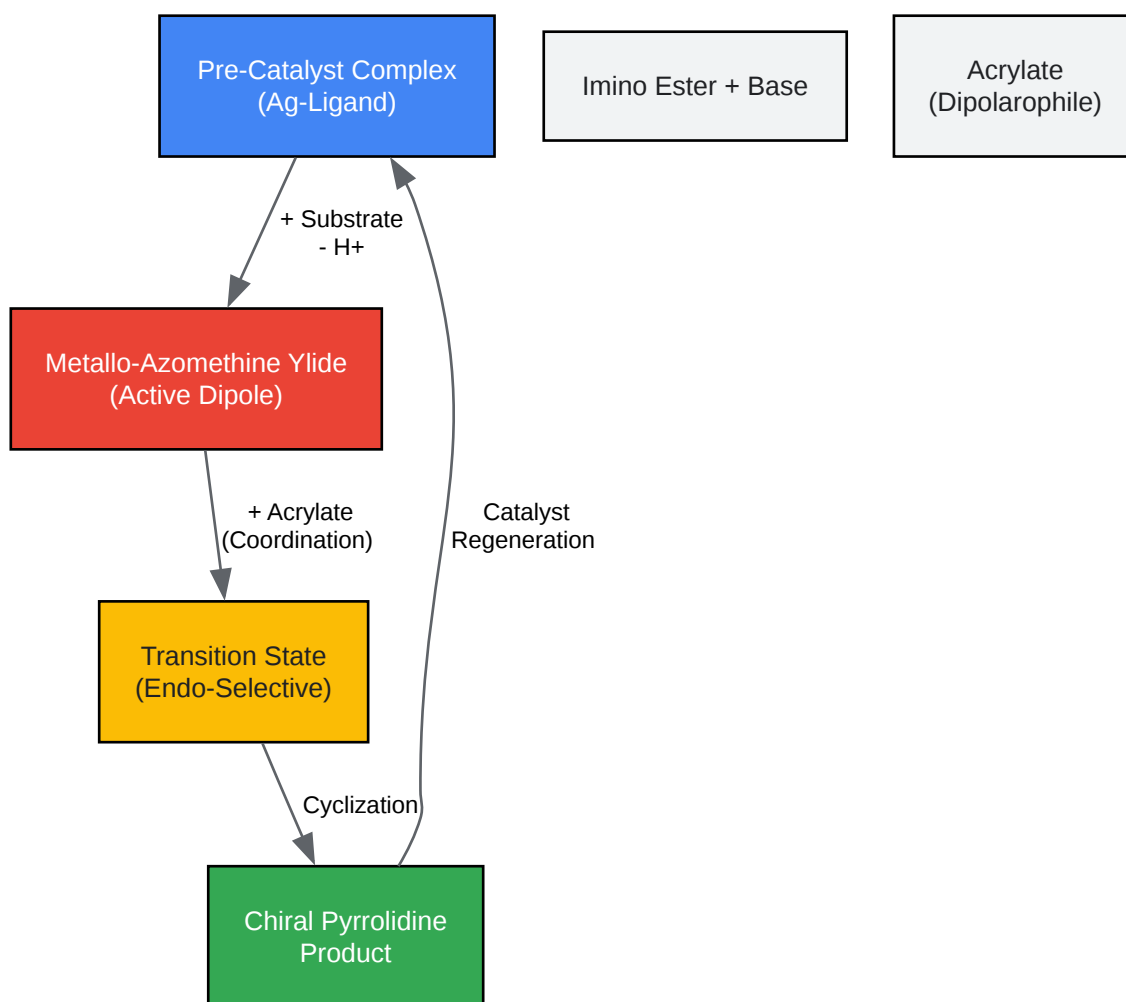 Pre-Catalyst Complex
(Ag-Ligand)
Imino Ester + Base
Acrylate
(Dipolarophile)
+ Substrate
- H+
Metallo-Azomethine Ylide
(Active Dipole)
+ Acrylate
(Coordination)
Catalyst
Regeneration
Transition State
(Endo-Selective)
Cyclization
Chiral Pyrrolidine
Product